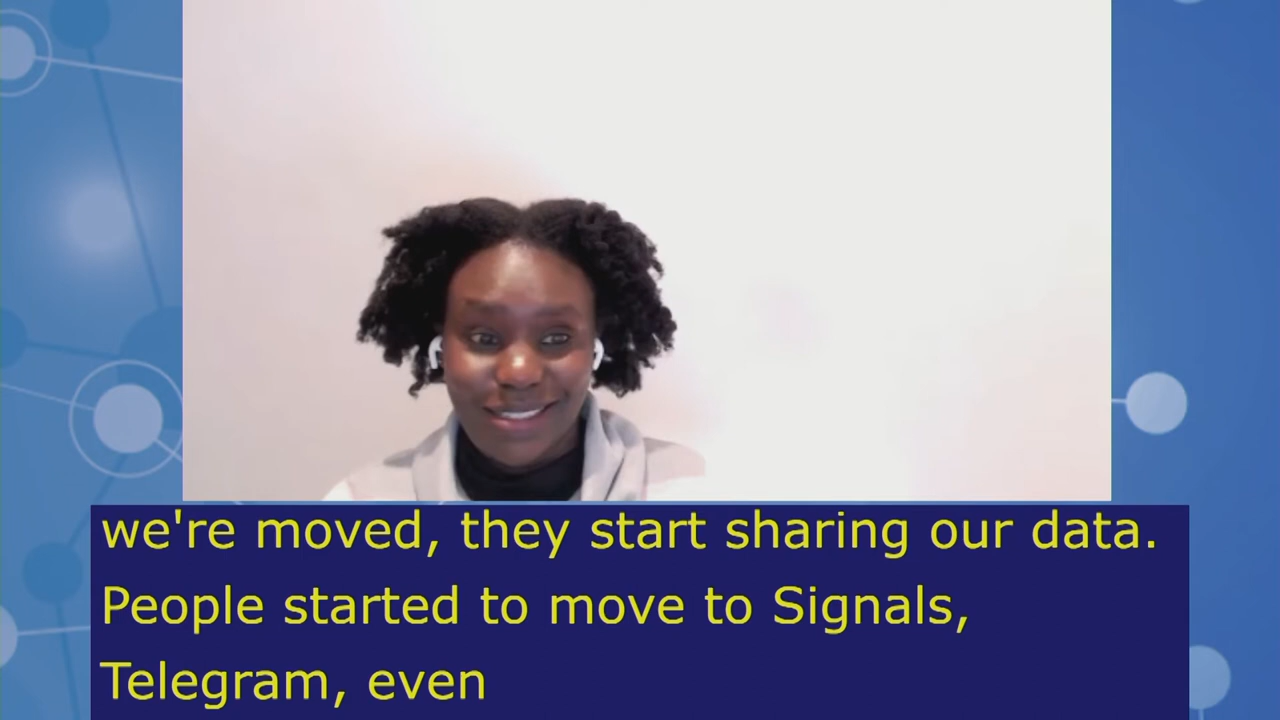 we're moved, they start sharing our data.
People started to move to Signals,
Telegram, even